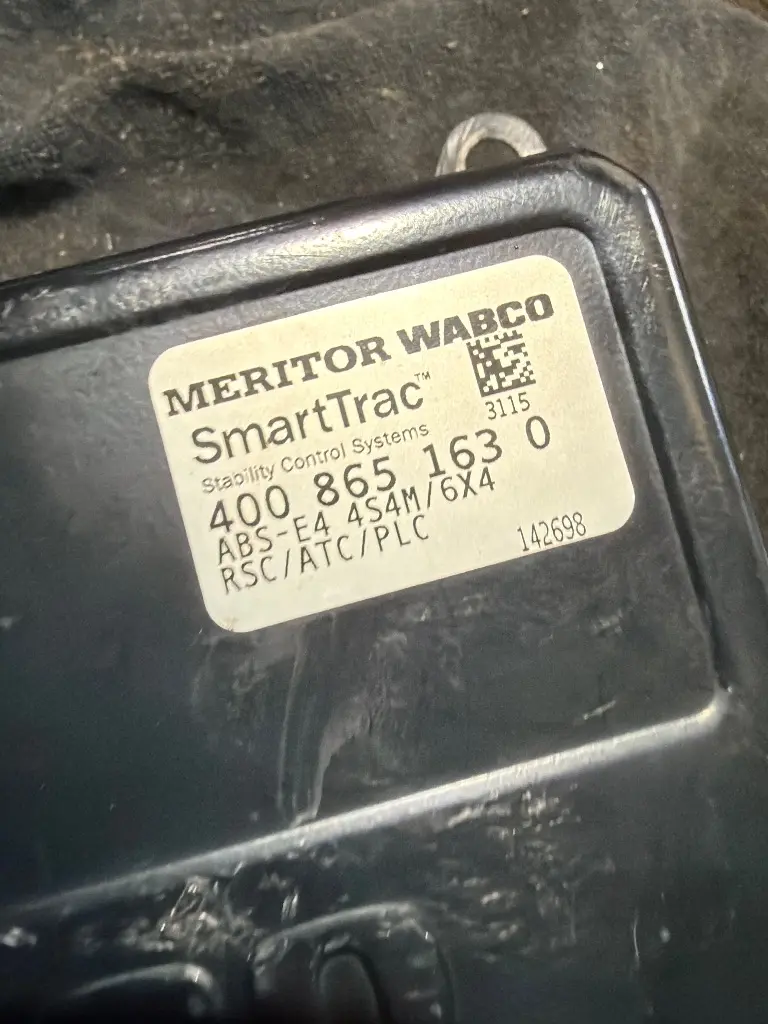 MERITOR WABCO
SmartTrac™
3115
Stability Control Systems
400 865 163 0
ABS-E4 4S4M/6X4
RSC/ATC/PLC
142698